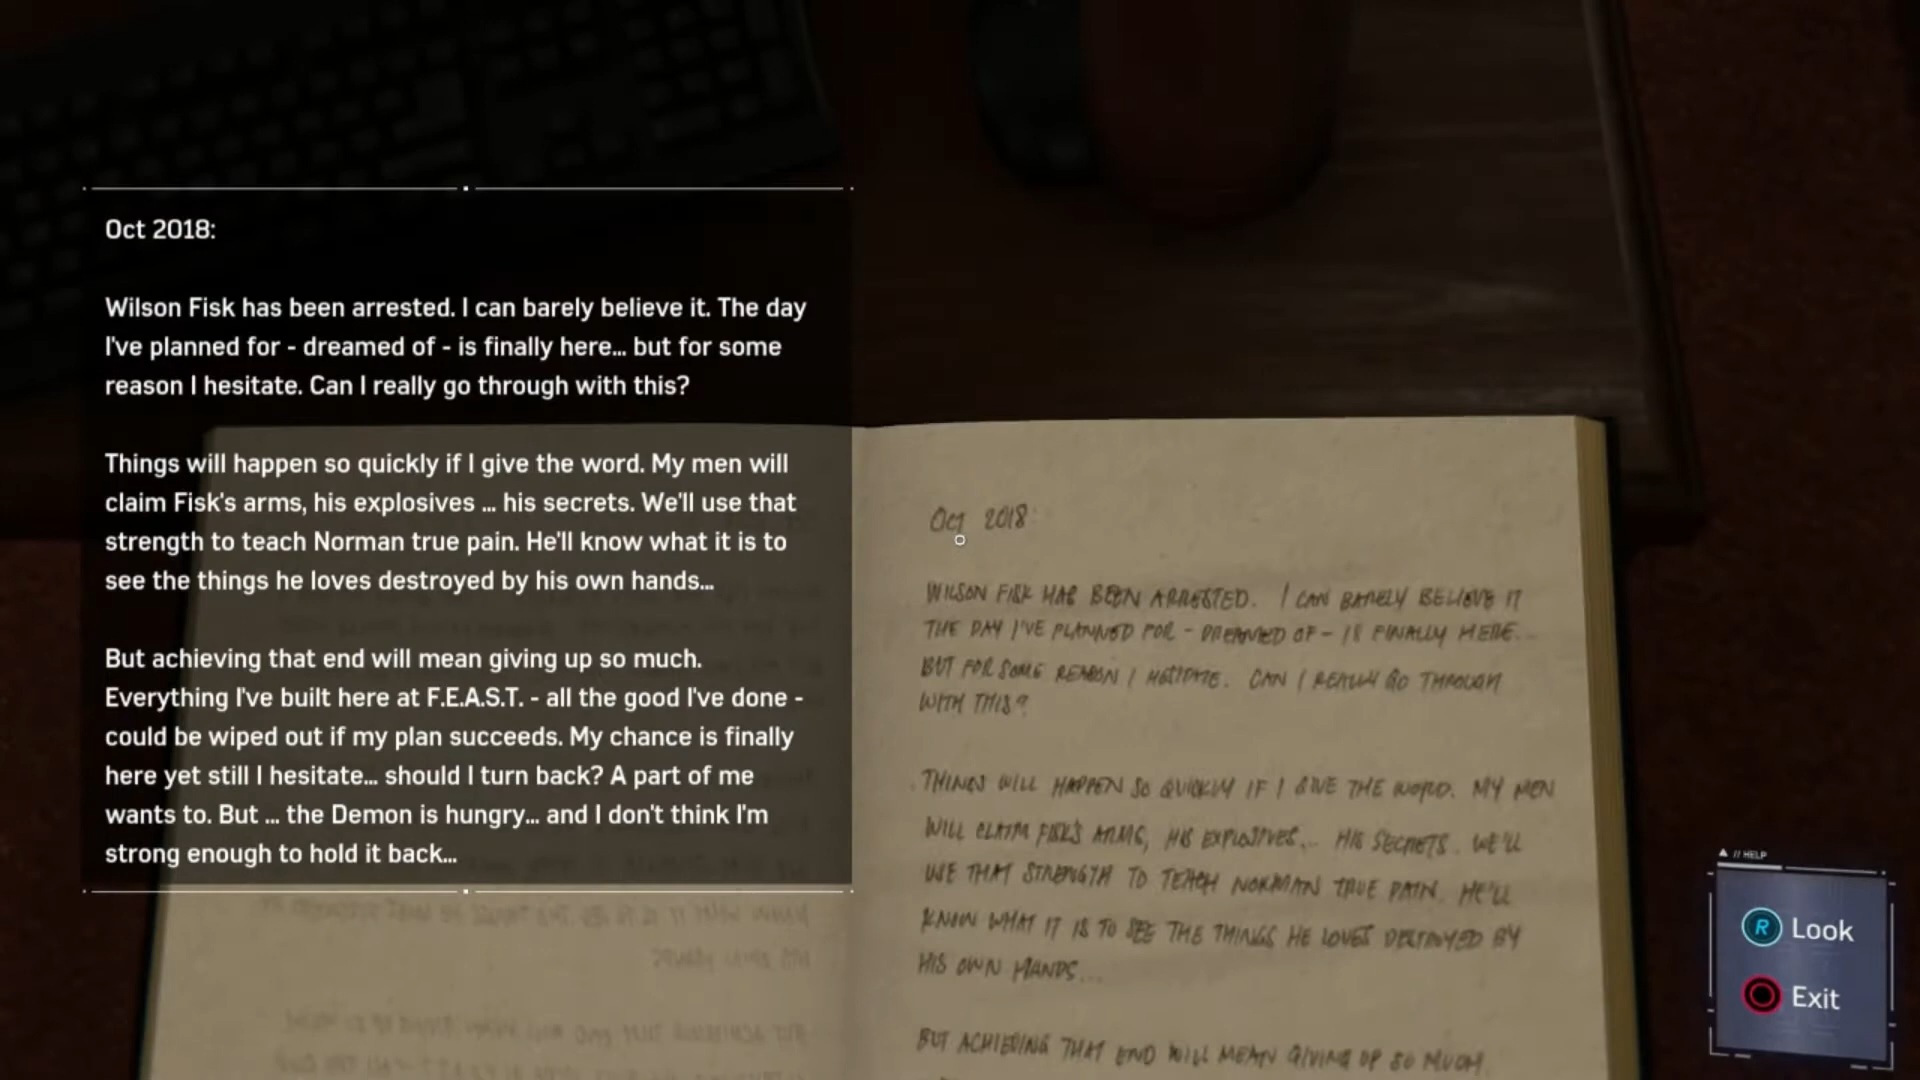 Oct 2018:
Wilson Fisk has been arrested. I can barely believe it. The day
I've planned for - dreamed of - is finally here... but for some
reason I hesitate. Can I really go through with this?
Things will happen so quickly if I give the word. My men will
claim Fisk's arms, his explosives ... his secrets. We'll use that
strength to teach Norman true pain. He'll know what it is to
see the things he loves destroyed by his own hands...
But achieving that end will mean giving up so much.
Everything I've built here at F.E.A.S.T. - all the good I've done -
could be wiped out if my plan succeeds. My chance is finally
here yet still I hesitate... should I turn back? A part of me
wants to. But ... the Demon is hungry... and I don't think I'm
strong enough to hold it back...
Oct 2018:
WILSON FISK HAS BEEN ARRESTED. I CAN BARELY BELIEVE IT
THE DAY I'VE PLANNED FOR - DREAMED OF - IS FINALLY HERE...
BUT FOR SOME REASON I HESITATE. CAN I REALLY GO THROUGH
WITH THIS?
THINGS WILL HAPPEN SO QUICKLY IF I GIVE THE WORD. MY MEN
WILL CLAIM FISK'S ARMS, HIS EXPLOSIVES... HIS SECRETS. WE'LL
USE THAT STRENGTH TO TEACH NORMAN TRUE PAIN. HE'LL
KNOW WHAT IT IS TO SEE THE THINGS HE LOVES DESTROYED BY
HIS OWN HANDS...
BUT ACHIEVING THAT END WILL MEAN GIVING UP SO MUCH.
// HELP
R Look
Exit